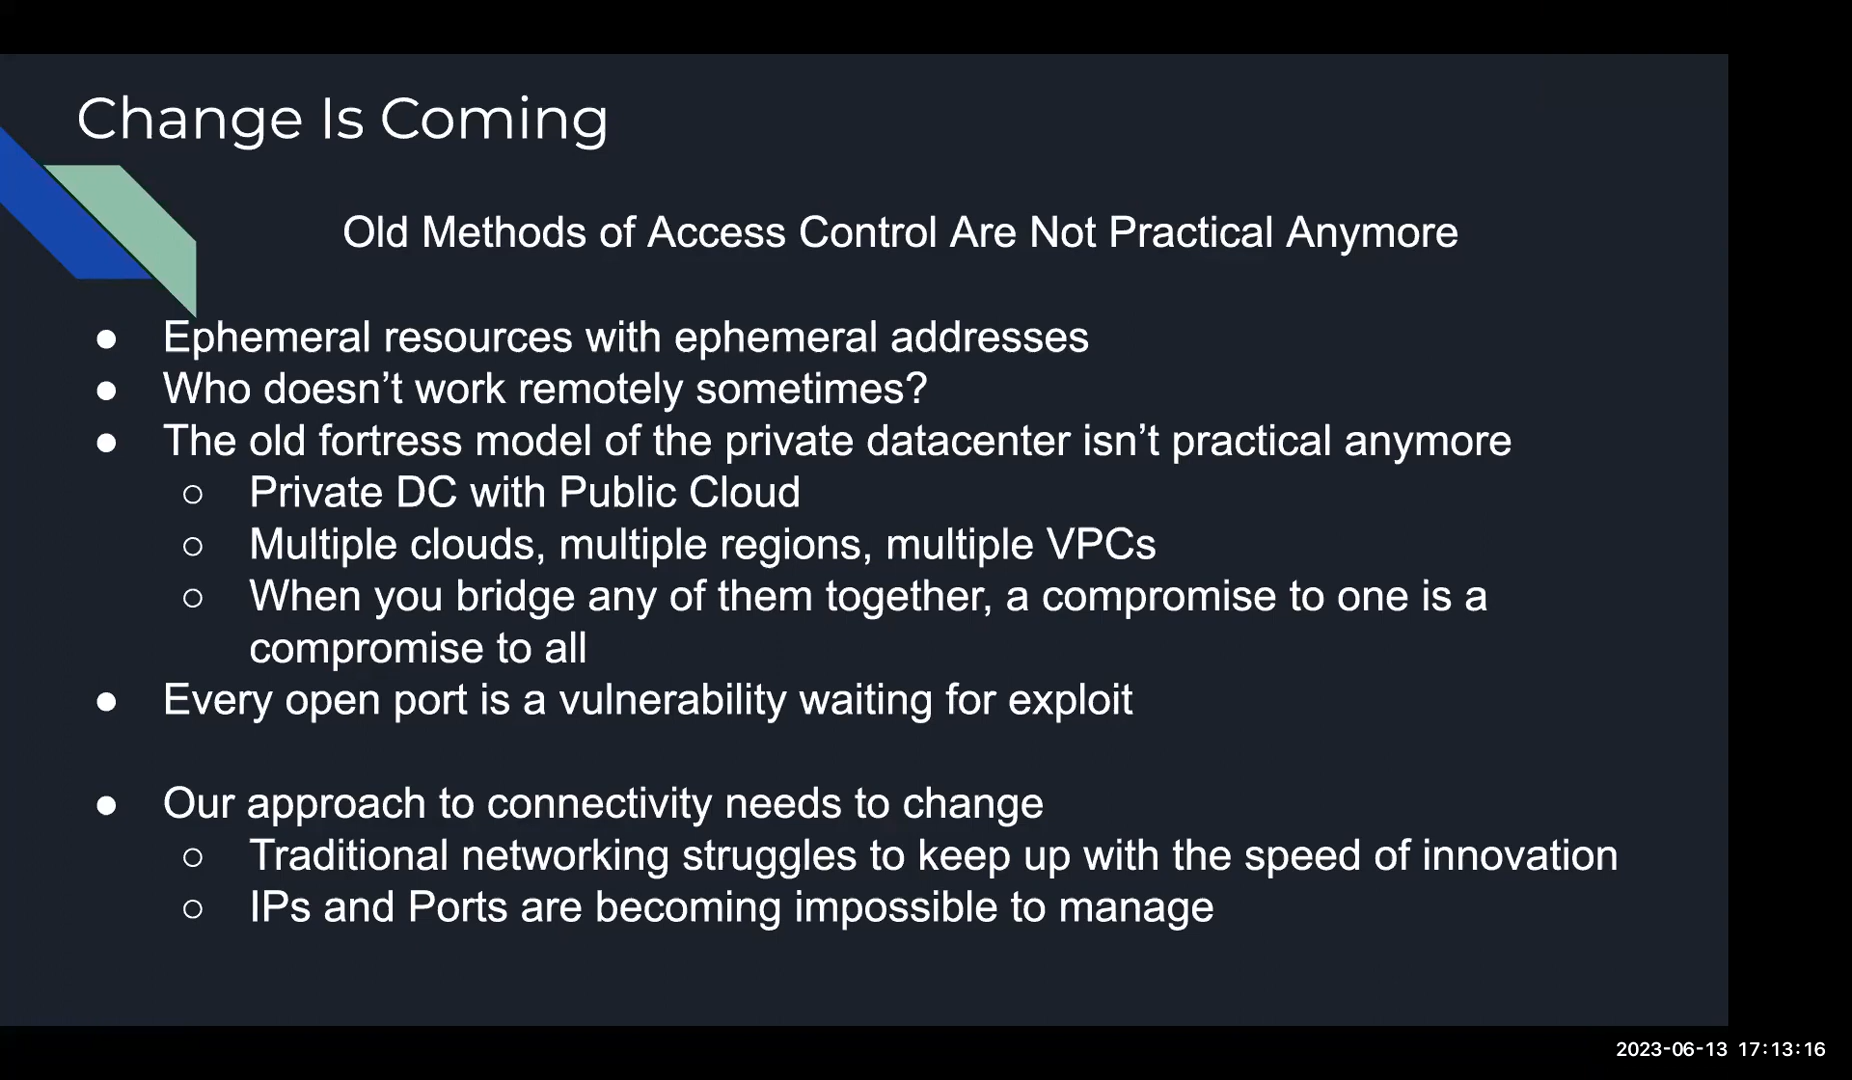 Change Is Coming
Old Methods of Access Control Are Not Practical Anymore
● Ephemeral resources with ephemeral addresses
● Who doesn’t work remotely sometimes?
● The old fortress model of the private datacenter isn’t practical anymore
○ Private DC with Public Cloud
○ Multiple clouds, multiple regions, multiple VPCs
○ When you bridge any of them together, a compromise to one is a
compromise to all
● Every open port is a vulnerability waiting for exploit
● Our approach to connectivity needs to change
○ Traditional networking struggles to keep up with the speed of innovation
○ IPs and Ports are becoming impossible to manage
2023-06-13 17:13:16